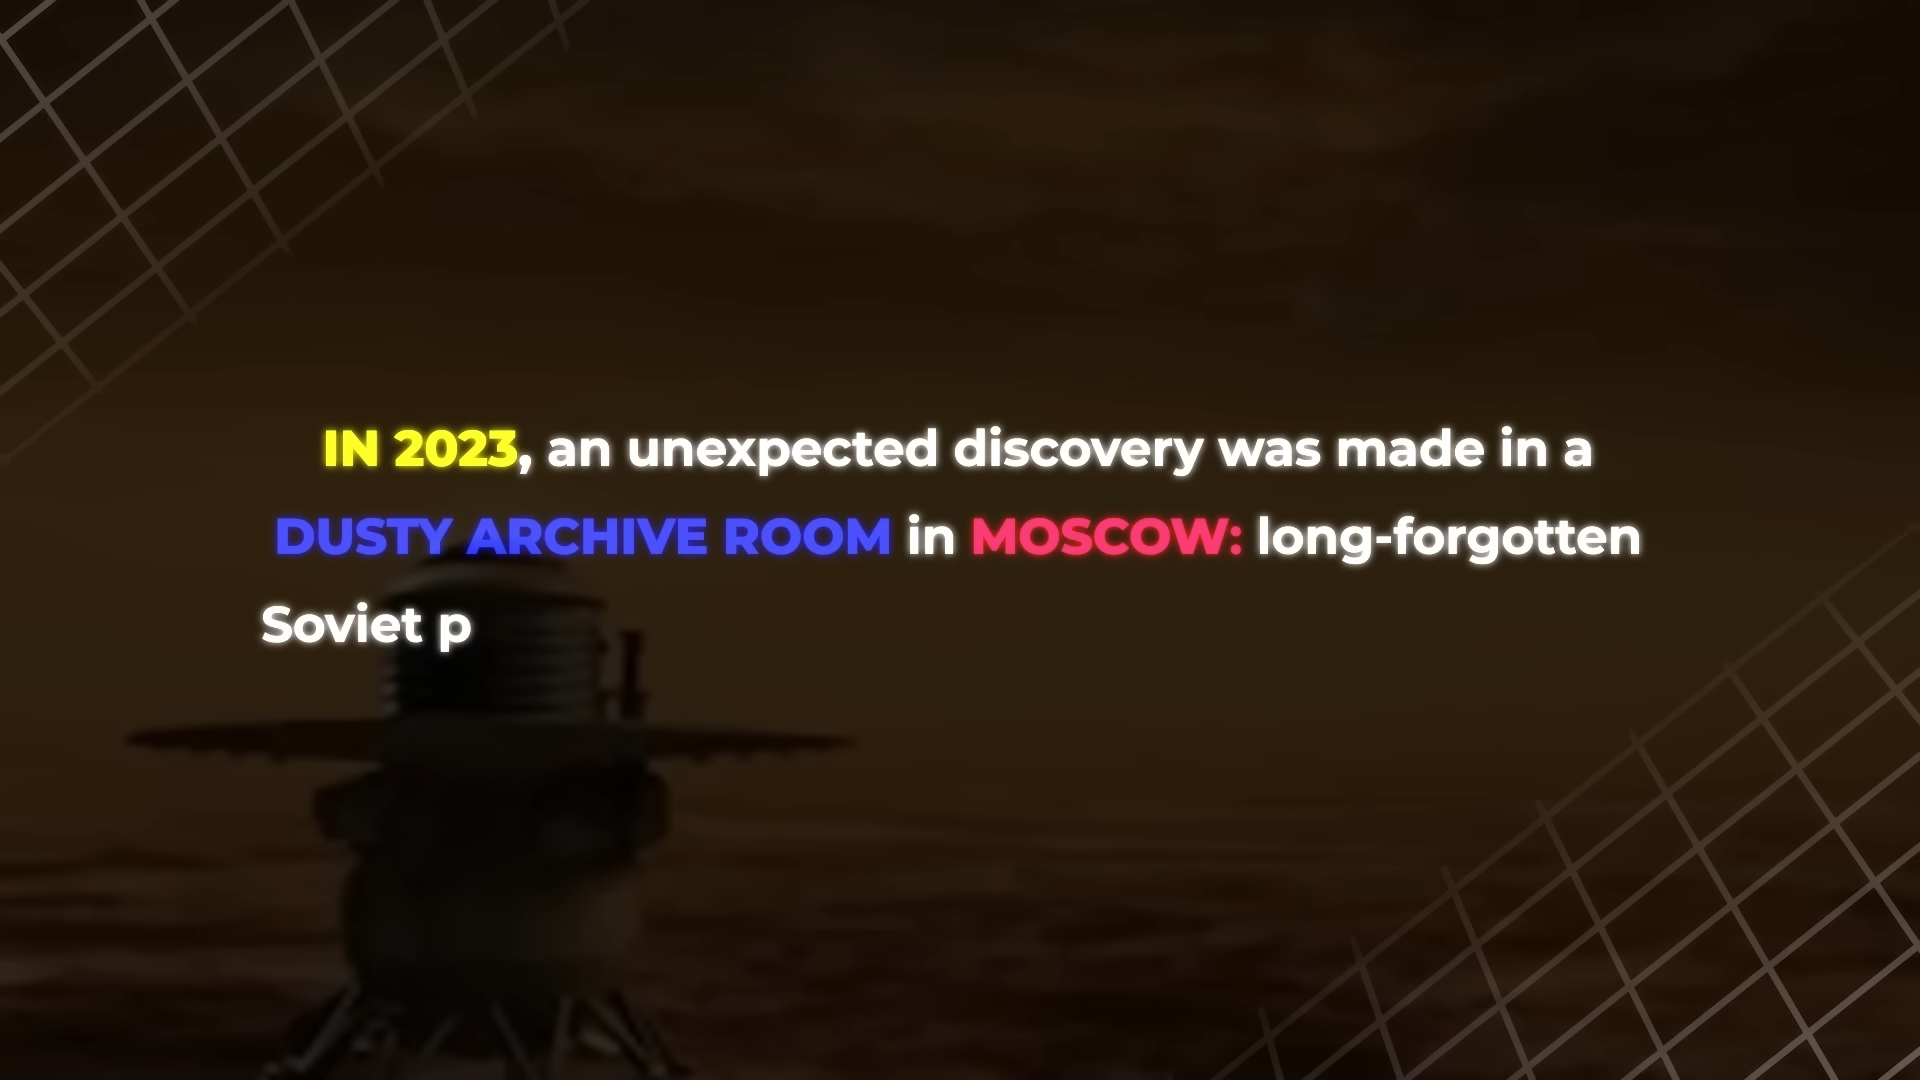 IN 2023, an unexpected discovery was made in a
DUSTY ARCHIVE ROOM in MOSCOW: long-forgotten
Soviet p